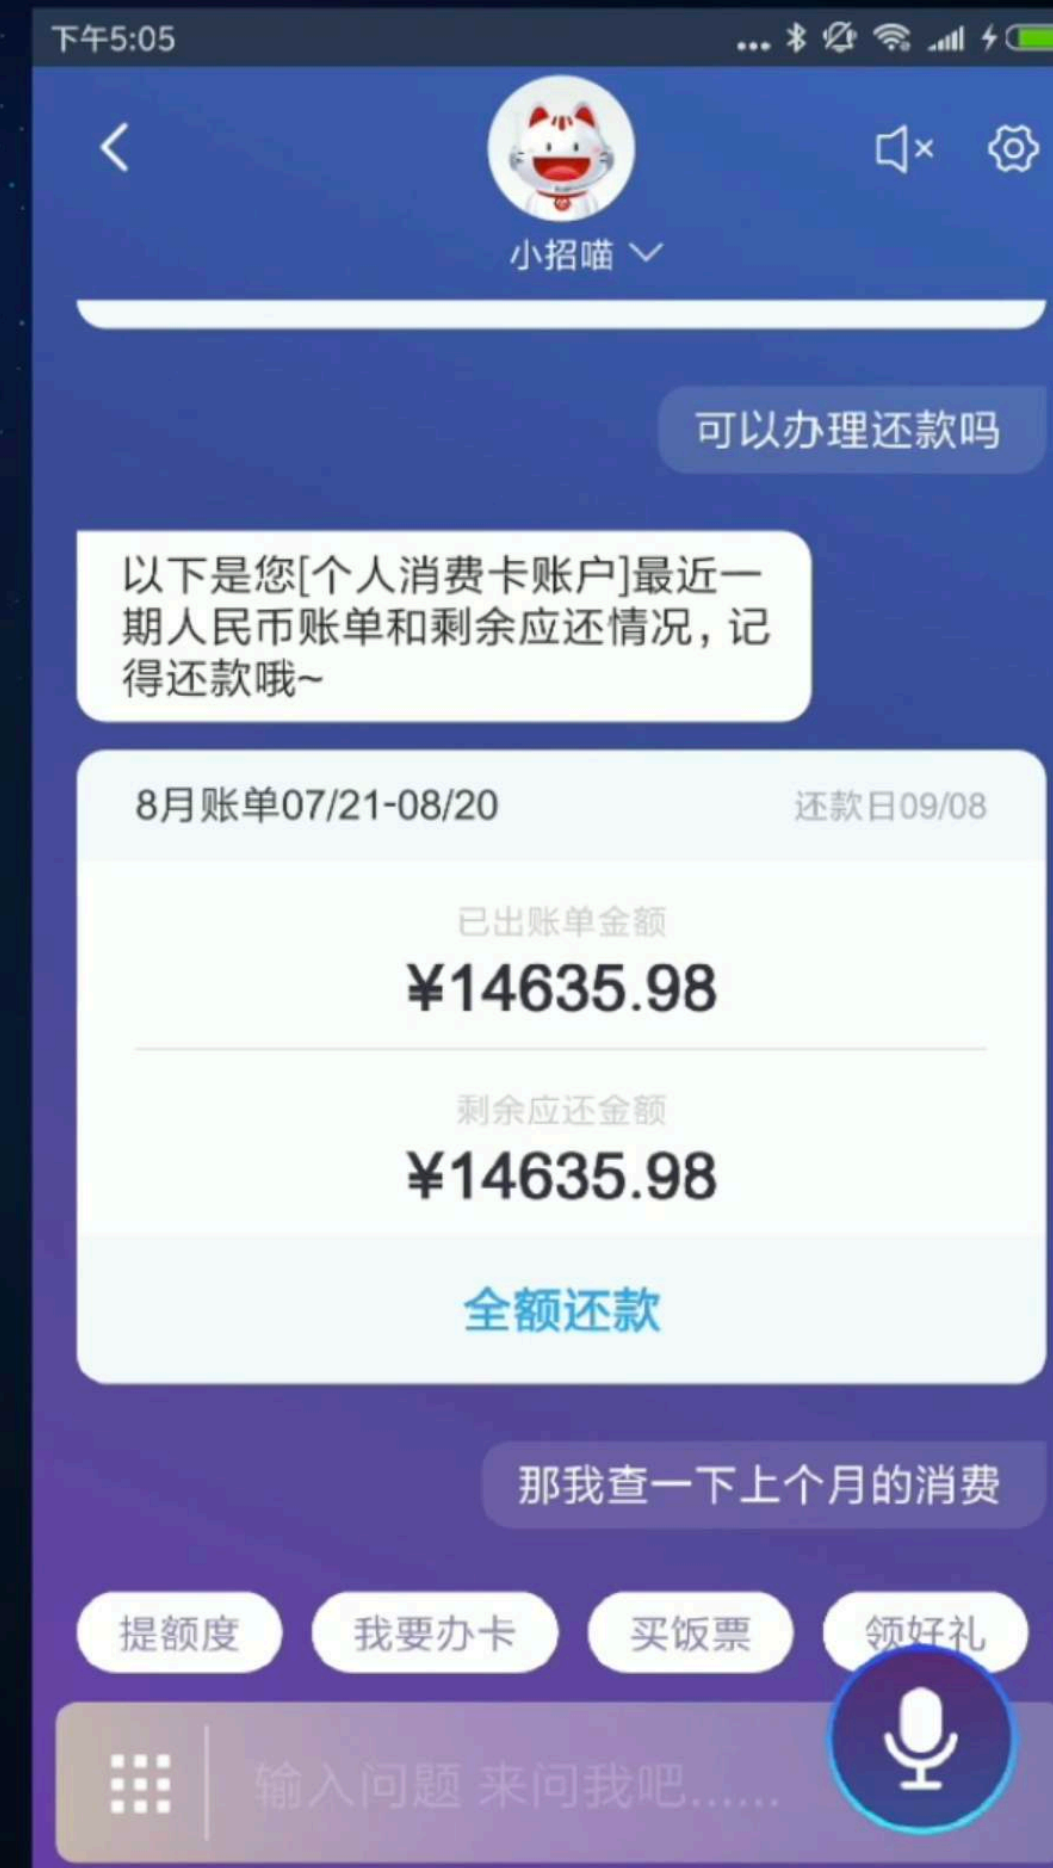 下午5:05
小招喵
可以办理还款吗
以下是您[个人消费卡账户]最近一
期人民币账单和剩余应还情况，记
得还款哦~
8月账单07/21-08/20
还款日09/08
已出账单金额
¥14635.98
剩余应还金额
¥14635.98
全额还款
那我查一下上个月的消费
提额度
我要办卡
买饭票
领好礼
输入问题 来问我吧......